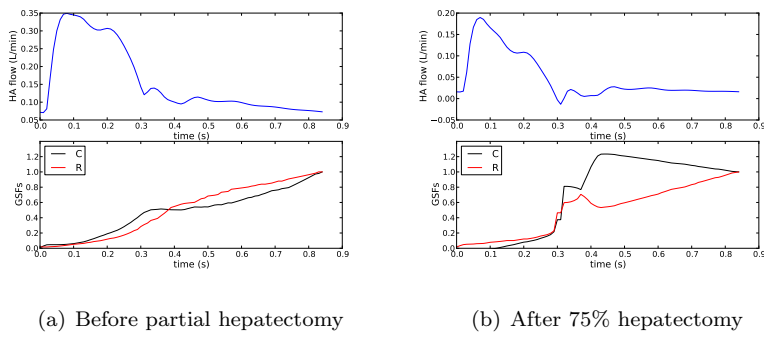 0.35
0.30
0.25
0.20
0.15
0.10
0.05
HA flow (L/min)
0.0 0.1 0.2 0.3 0.4 0.5 0.6 0.7 0.8 0.9
time (s)
C
R
1.2
1.0
0.8
0.6
0.4
0.2
0.0
GSFs
0.0 0.1 0.2 0.3 0.4 0.5 0.6 0.7 0.8 0.9
time (s)
(a) Before partial hepatectomy
0.20
0.15
0.10
0.05
0.00
−0.05
HA flow (L/min)
0.0 0.1 0.2 0.3 0.4 0.5 0.6 0.7 0.8 0.9
time (s)
C
R
1.2
1.0
0.8
0.6
0.4
0.2
0.0
GSFs
0.0 0.1 0.2 0.3 0.4 0.5 0.6 0.7 0.8 0.9
time (s)
(b) After 75% hepatectomy